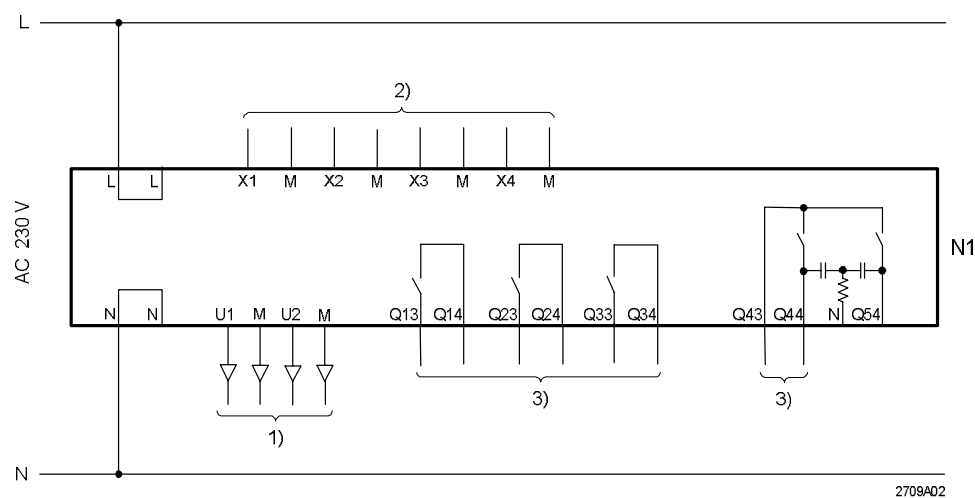 L
2)
L L X1 M X2 M X3 M X4 M
AC 230 V
N1
N N U1 M U2 M Q13 Q14 Q23 Q24 Q33 Q34 Q43 Q44 N Q54
1)
3)
3)
N
2709A02